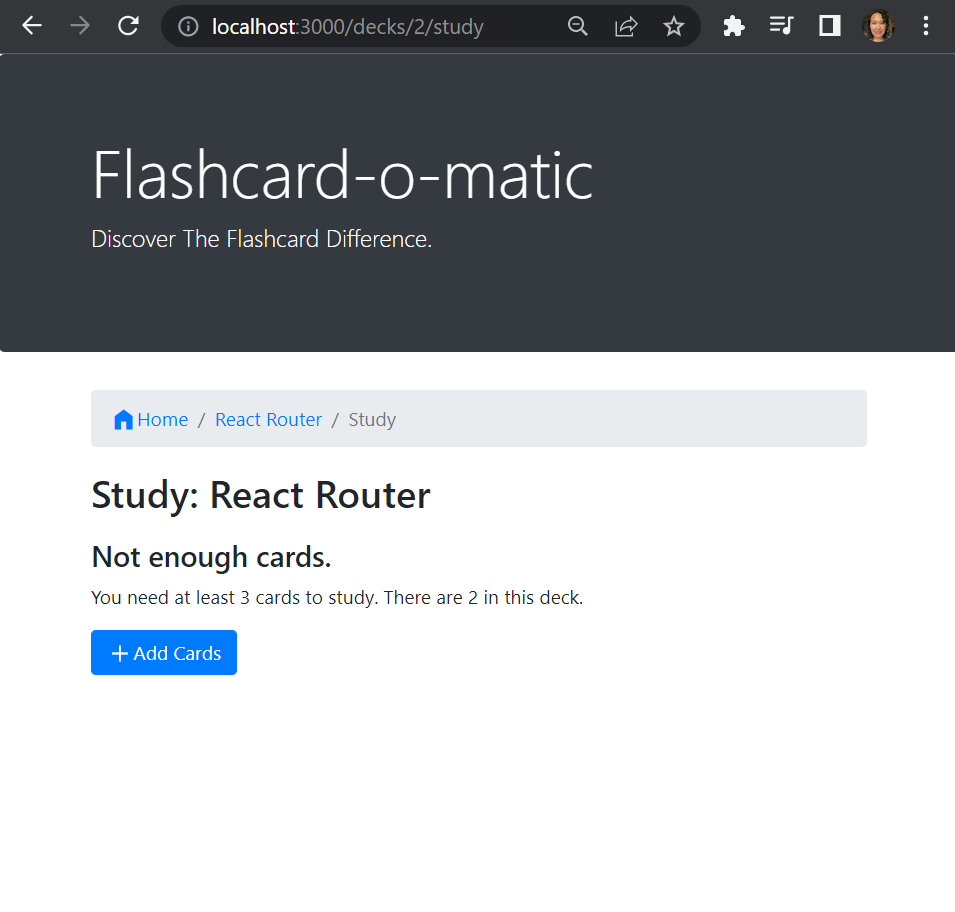 localhost:3000/decks/2/study
Flashcard-o-matic
Discover The Flashcard Difference.
Home / React Router / Study
Study: React Router
Not enough cards.
You need at least 3 cards to study. There are 2 in this deck.
+ Add Cards